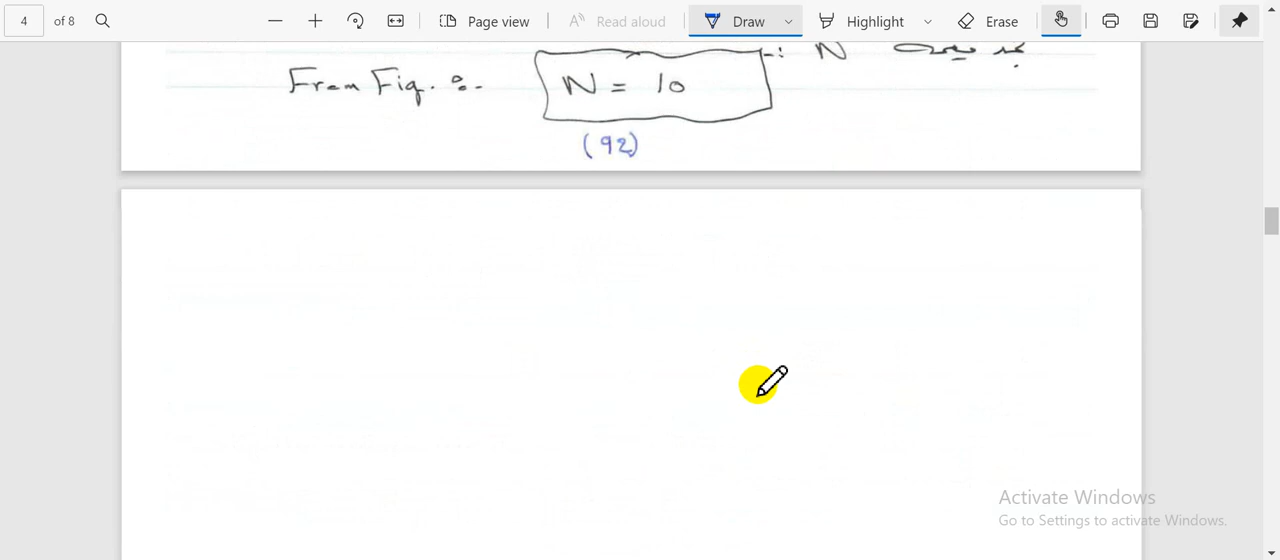 4 of 8 Page view Read aloud Draw Highlight Erase
-: N
From Fig. :- N = 10
(92)
Activate Windows
Go to Settings to activate Windows.